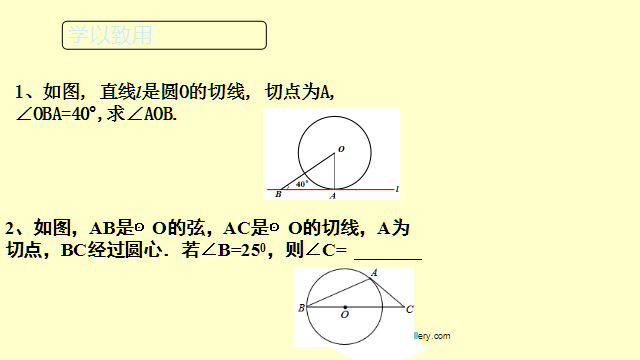 学以致用
1、如图, 直线l是圆O的切线, 切点为A,
∠OBA=40°,求∠AOB.
O
40°
B
A
l
2、如图，AB是⊙O的弦，AC是⊙O的切线，A为
切点，BC经过圆心．若∠B=25⁰，则∠C= _______
A
B
O
C
llery.com